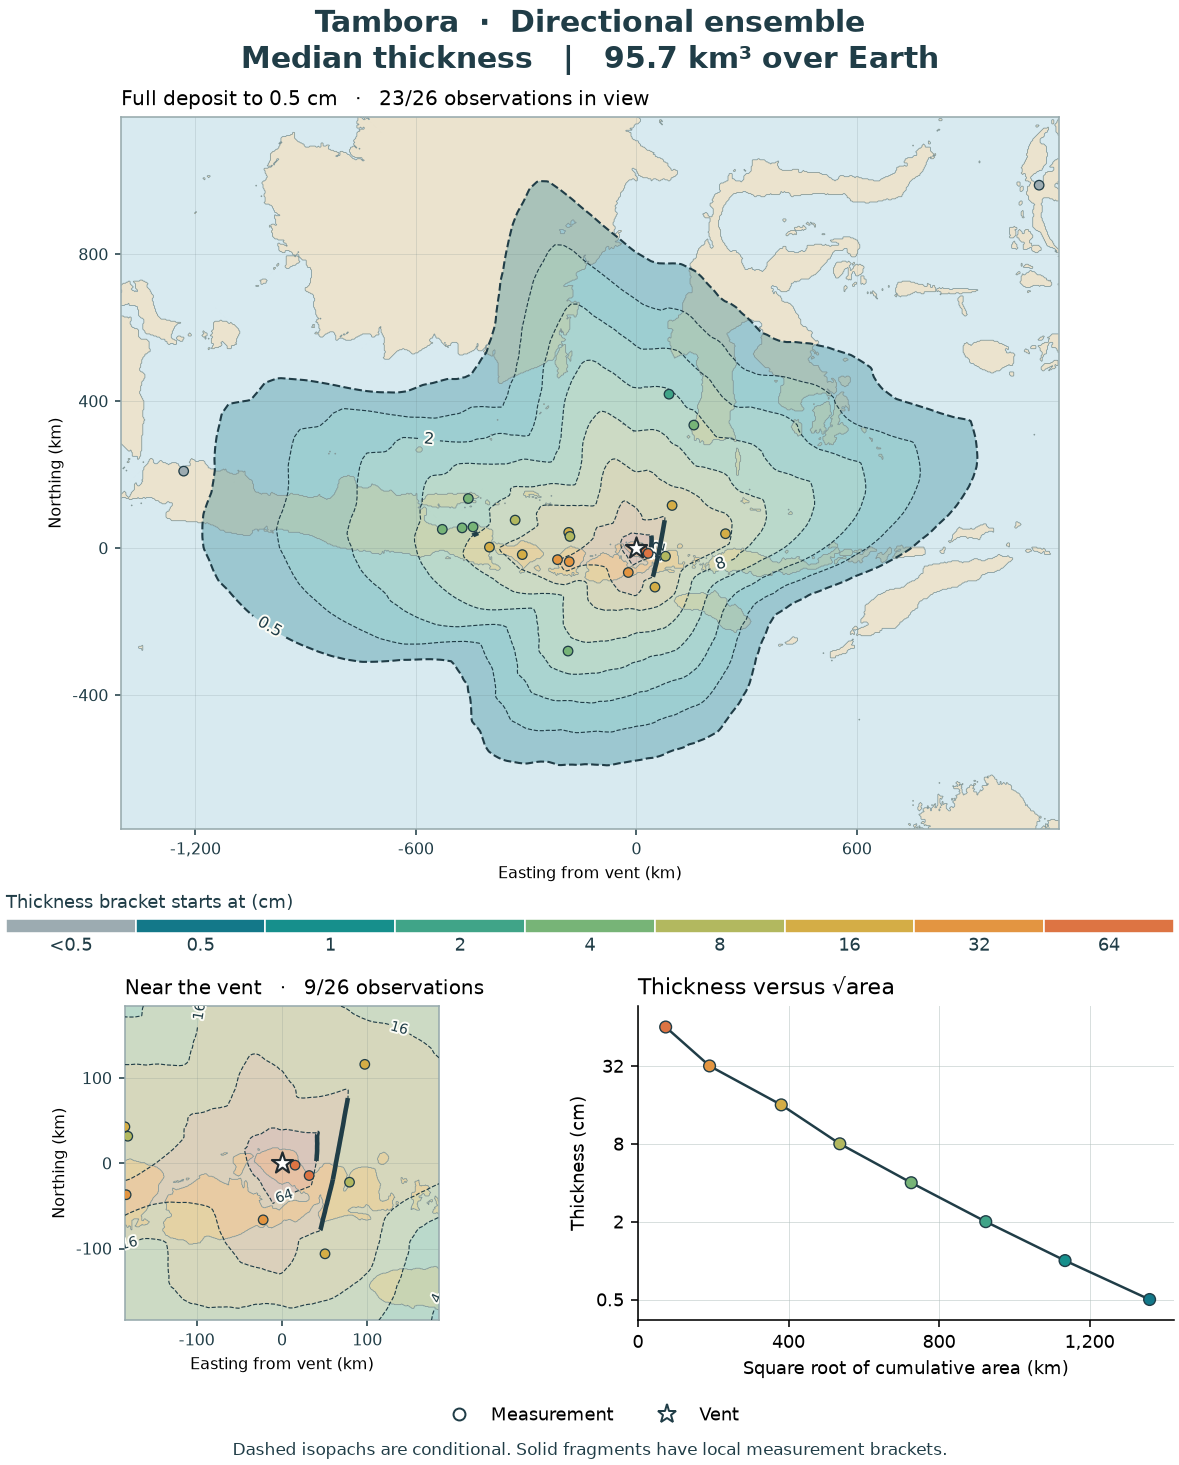 Tambora · Directional ensemble
Median thickness | 95.7 km³ over Earth
Full deposit to 0.5 cm · 23/26 observations in view
Northing (km)
800
400
0
-400
2
8
0.5
-1,200
-600
0
600
Easting from vent (km)
Thickness bracket starts at (cm)
<0.5
0.5
1
2
4
8
16
32
64
Near the vent · 9/26 observations
Northing (km)
100
0
-100
16
16
64
6
4
-100
0
100
Easting from vent (km)
Thickness versus √area
Thickness (cm)
32
8
2
0.5
0
400
800
1,200
Square root of cumulative area (km)
Measurement
Vent
Dashed isopachs are conditional. Solid fragments have local measurement brackets.